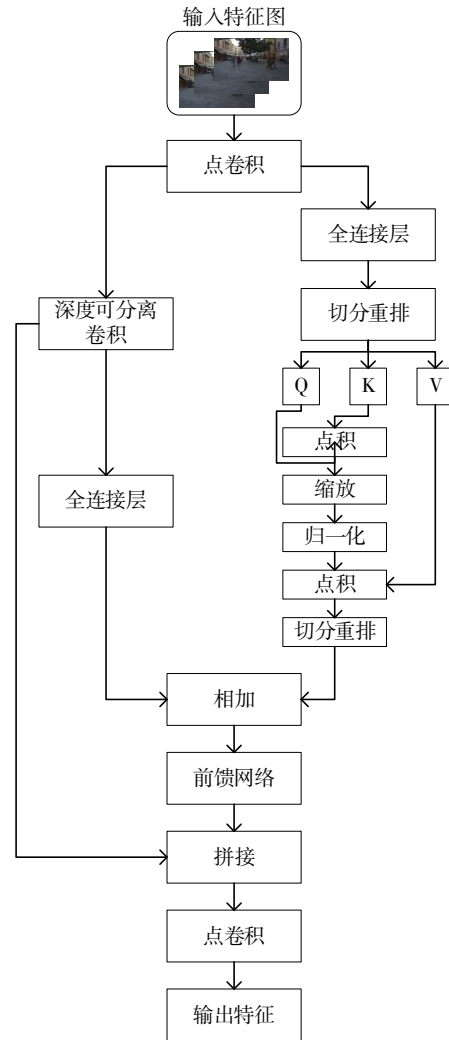 输入特征图
点卷积
全连接层
深度可分离
卷积
切分重排
Q
K
V
点积
缩放
全连接层
归一化
点积
切分重排
相加
前馈网络
拼接
点卷积
输出特征